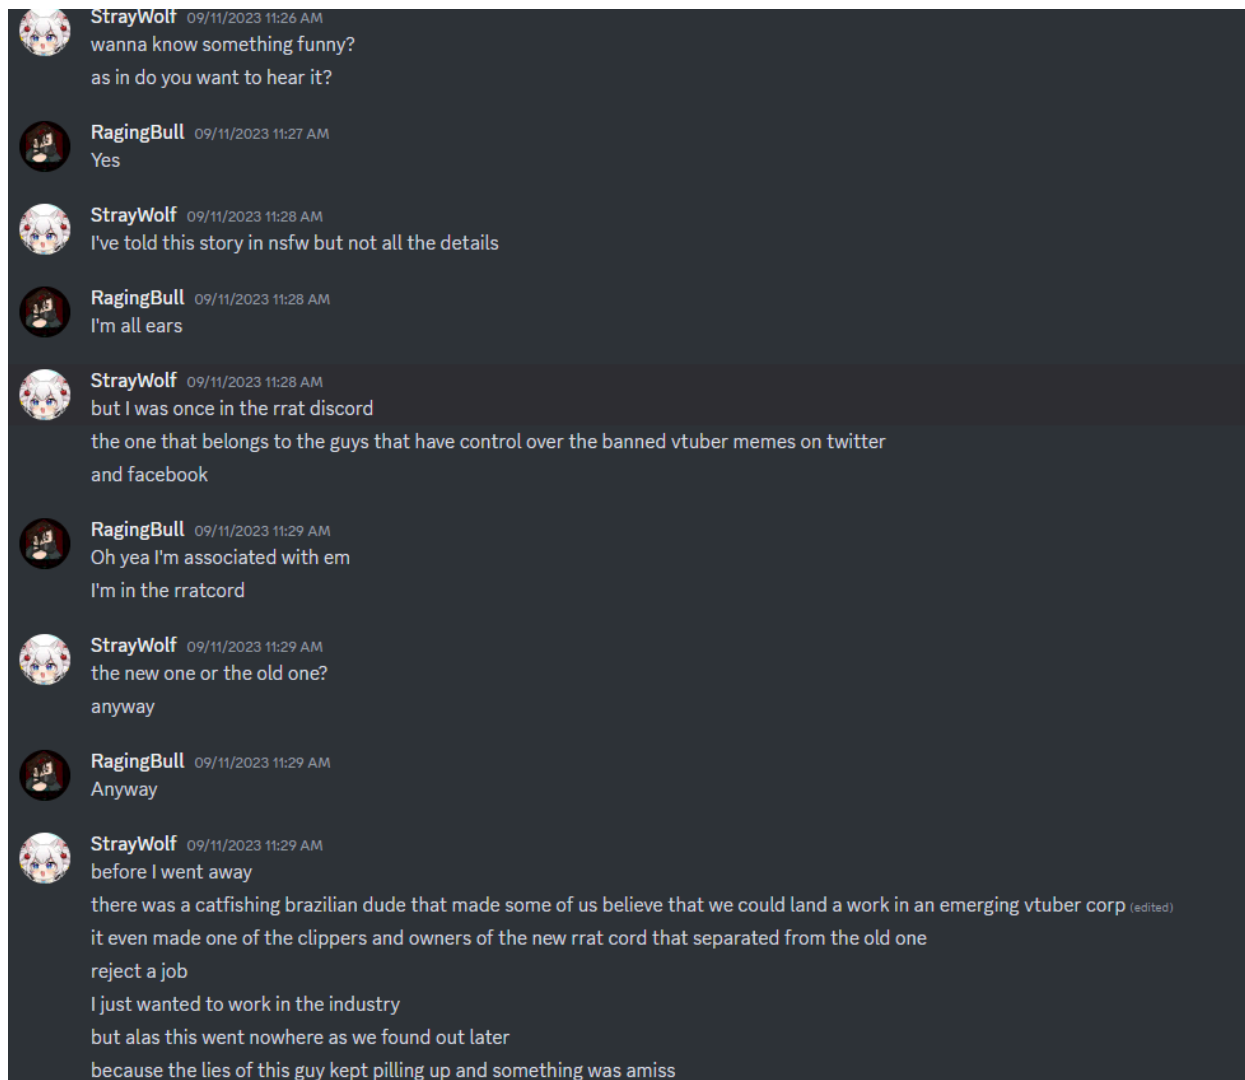 StrayWolf 09/11/2023 11:26 AM
wanna know something funny?
as in do you want to hear it?
RagingBull 09/11/2023 11:27 AM
Yes
StrayWolf 09/11/2023 11:28 AM
I've told this story in nsfw but not all the details
RagingBull 09/11/2023 11:28 AM
I'm all ears
StrayWolf 09/11/2023 11:28 AM
but I was once in the rrat discord
the one that belongs to the guys that have control over the banned vtuber memes on twitter
and facebook
RagingBull 09/11/2023 11:29 AM
Oh yea I'm associated with em
I'm in the rratcord
StrayWolf 09/11/2023 11:29 AM
the new one or the old one?
anyway
RagingBull 09/11/2023 11:29 AM
Anyway
StrayWolf 09/11/2023 11:29 AM
before I went away
there was a catfishing brazilian dude that made some of us believe that we could land a work in an emerging vtuber corp (edited)
it even made one of the clippers and owners of the new rrat cord that separated from the old one
reject a job
I just wanted to work in the industry
but alas this went nowhere as we found out later
because the lies of this guy kept pilling up and something was amiss